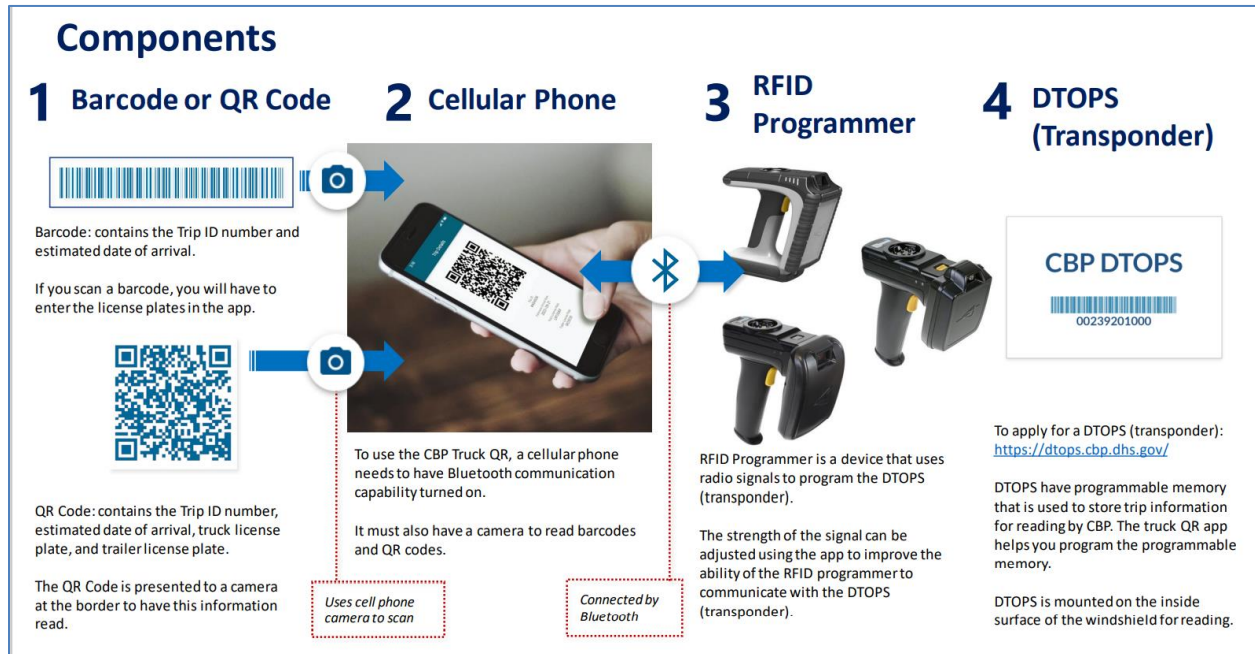 Components
1 Barcode or QR Code
Barcode: contains the Trip ID number and
estimated date of arrival.
If you scan a barcode, you will have to
enter the license plates in the app.
QR Code: contains the Trip ID number,
estimated date of arrival, truck license
plate, and trailer license plate.
The QR Code is presented to a camera
at the border to have this information
read.
2 Cellular Phone
Trip Details
To use the CBP Truck QR, a cellular phone
needs to have Bluetooth communication
capability turned on.
It must also have a camera to read barcodes
and QR codes.
Uses cell phone
camera to scan
Connected by
Bluetooth
3 RFID
Programmer
RFID Programmer is a device that uses
radio signals to program the DTOPS
(transponder).
The strength of the signal can be
adjusted using the app to improve the
ability of the RFID programmer to
communicate with the DTOPS
(transponder).
4 DTOPS
(Transponder)
CBP DTOPS
00239201000
To apply for a DTOPS (transponder):
https://dtops.cbp.dhs.gov/
DTOPS have programmable memory
that is used to store trip information
for reading by CBP. The truck QR app
helps you program the programmable
memory.
DTOPS is mounted on the inside
surface of the windshield for reading.